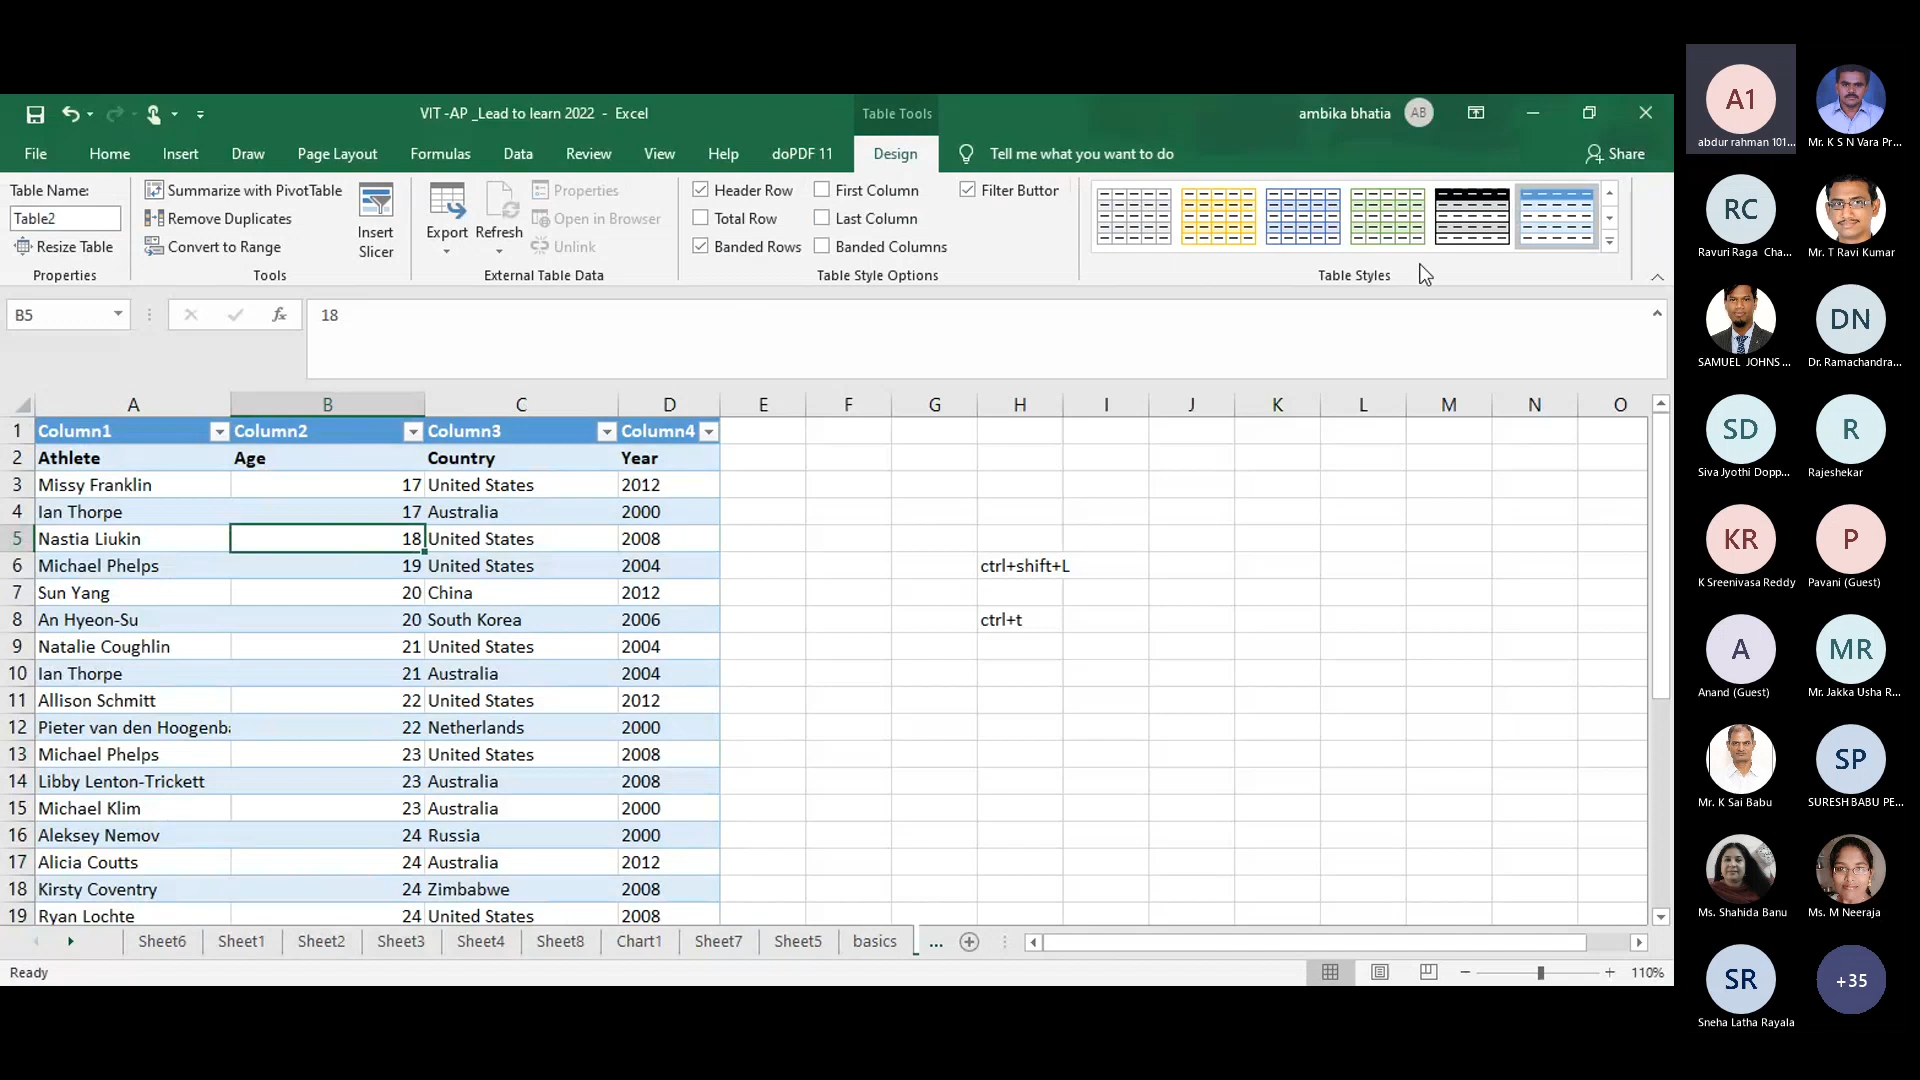 VIT -AP _Lead to learn 2022 - Excel
Table Tools
ambika bhatia
AB
File Home Insert Draw Page Layout Formulas Data Review View Help doPDF 11 Design Tell me what you want to do Share
Table Name:
Table2
Resize Table
Properties
Summarize with PivotTable
Remove Duplicates
Convert to Range
Tools
Insert
Slicer
Export
Refresh
Properties
Open in Browser
Unlink
External Table Data
Header Row First Column Filter Button
Total Row Last Column
Banded Rows Banded Columns
Table Style Options
Table Styles
B5 fx 18
A B C D E F G H I J K L M N O
1 Column1 Column2 Column3 Column4
2 Athlete Age Country Year
3 Missy Franklin 17 United States 2012
4 Ian Thorpe 17 Australia 2000
5 Nastia Liukin 18 United States 2008
6 Michael Phelps 19 United States 2004 ctrl+shift+L
7 Sun Yang 20 China 2012
8 An Hyeon-Su 20 South Korea 2006 ctrl+t
9 Natalie Coughlin 21 United States 2004
10 Ian Thorpe 21 Australia 2004
11 Allison Schmitt 22 United States 2012
12 Pieter van den Hoogenb 22 Netherlands 2000
13 Michael Phelps 23 United States 2008
14 Libby Lenton-Trickett 23 Australia 2008
15 Michael Klim 23 Australia 2000
16 Aleksey Nemov 24 Russia 2000
17 Alicia Coutts 24 Australia 2012
18 Kirsty Coventry 24 Zimbabwe 2008
19 Ryan Lochte 24 United States 2008
Sheet6 Sheet1 Sheet2 Sheet3 Sheet4 Sheet8 Chart1 Sheet7 Sheet5 basics ...
Ready
110%
A1
abdur rahman 101... Mr. K S N Vara Pr...
RC
Ravuri Raga Cha... Mr. T Ravi Kumar
DN
SAMUEL JOHNS ... Dr. Ramachandra...
SD R
Siva Jyothi Dopp... Rajeshekar
KR P
K Sreenivasa Reddy Pavani (Guest)
A MR
Anand (Guest) Mr. Jakka Usha R...
SP
Mr. K Sai Babu SURESH BABU PE...
Ms. Shahida Banu Ms. M Neeraja
SR +35
Sneha Latha Rayala